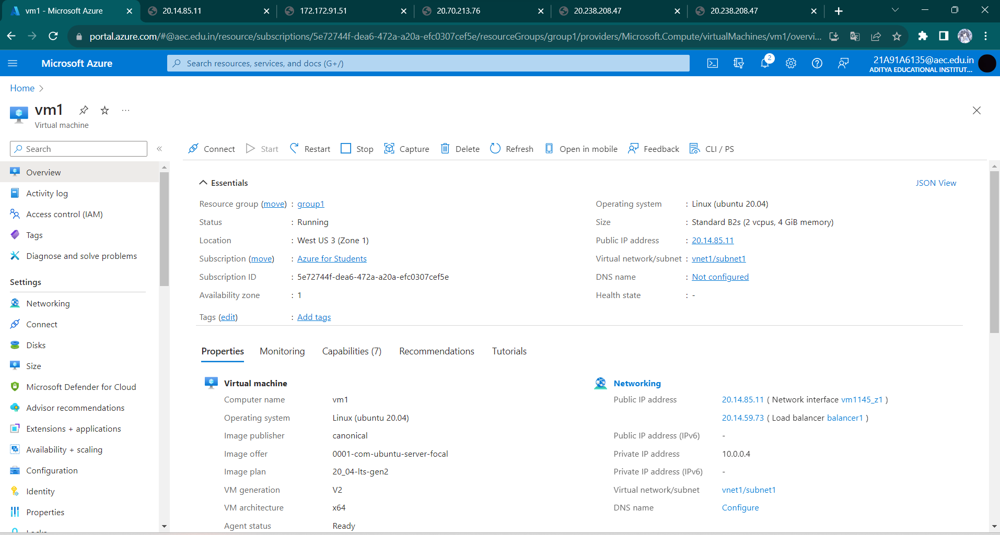 vm1 - Microsoft Azure
20.14.85.11
172.172.91.51
20.70.213.76
20.238.208.47
20.238.208.47
portal.azure.com/#@aec.edu.in/resource/subscriptions/5e72744f-dea6-472a-a20a-efc0307cef5e/resourceGroups/group1/providers/Microsoft.Compute/virtualMachines/vm1/overvi...
Microsoft Azure
Search resources, services, and docs (G+/)
2
21A91A6135@aec.edu.in
ADITYA EDUCATIONAL INSTITUT...
Home
vm1
Virtual machine
Search
Connect
Start
Restart
Stop
Capture
Delete
Refresh
Open in mobile
Feedback
CLI / PS
Overview
Activity log
Access control (IAM)
Tags
Diagnose and solve problems
Settings
Networking
Connect
Disks
Size
Microsoft Defender for Cloud
Advisor recommendations
Extensions + applications
Availability + scaling
Configuration
Identity
Properties
Locks
Essentials
JSON View
Resource group (move) : group1
Status : Running
Location : West US 3 (Zone 1)
Subscription (move) : Azure for Students
Subscription ID : 5e72744f-dea6-472a-a20a-efc0307cef5e
Availability zone : 1
Tags (edit) : Add tags
Operating system : Linux (ubuntu 20.04)
Size : Standard B2s (2 vcpus, 4 GiB memory)
Public IP address : 20.14.85.11
Virtual network/subnet : vnet1/subnet1
DNS name : Not configured
Health state : -
Properties
Monitoring
Capabilities (7)
Recommendations
Tutorials
Virtual machine
Computer name vm1
Operating system Linux (ubuntu 20.04)
Image publisher canonical
Image offer 0001-com-ubuntu-server-focal
Image plan 20_04-lts-gen2
VM generation V2
VM architecture x64
Agent status Ready
Networking
Public IP address 20.14.85.11 ( Network interface vm1145_z1 )
20.14.59.73 ( Load balancer balancer1 )
Public IP address (IPv6) -
Private IP address 10.0.0.4
Private IP address (IPv6) -
Virtual network/subnet vnet1/subnet1
DNS name Configure